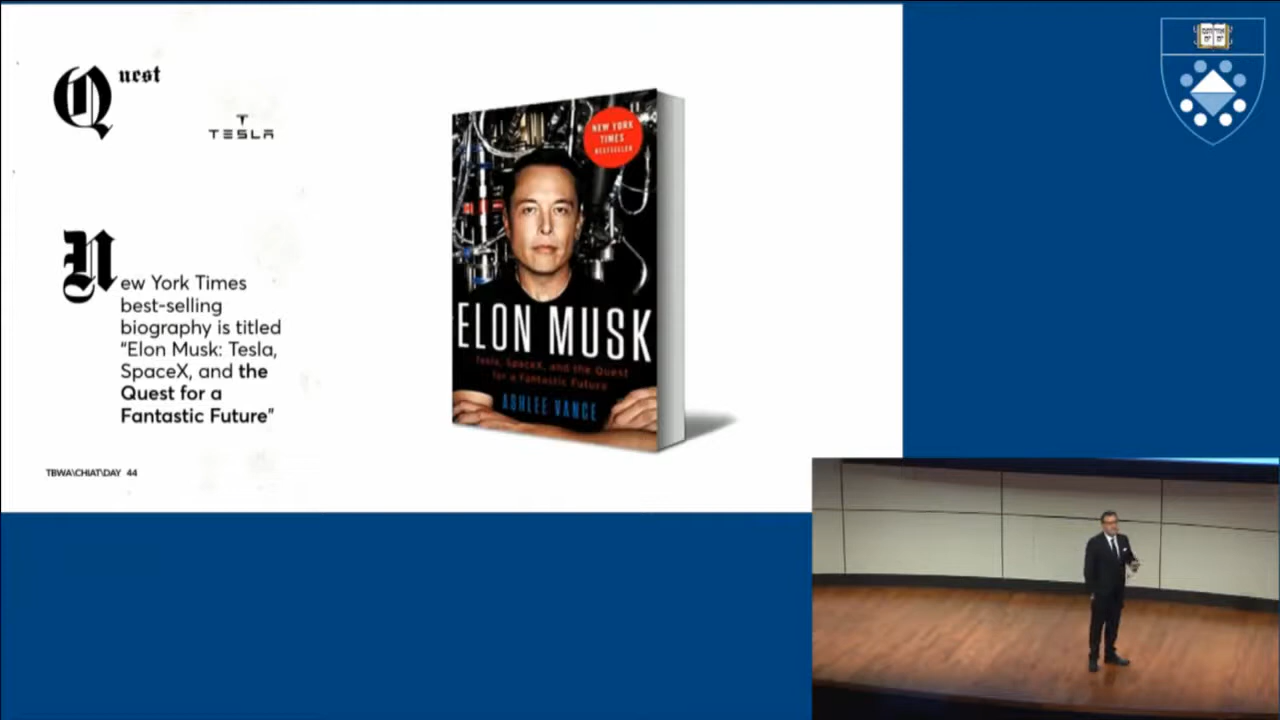 Quest
TESLA
New York Times
best-selling
biography is titled
"Elon Musk: Tesla,
SpaceX, and the
Quest for a
Fantastic Future"
TBWA\CHIAT\DAY 44
NEW YORK
TIMES
BESTSELLER
ELON MUSK
Tesla, SpaceX, and the Quest
for a Fantastic Future
ASHLEE VANCE